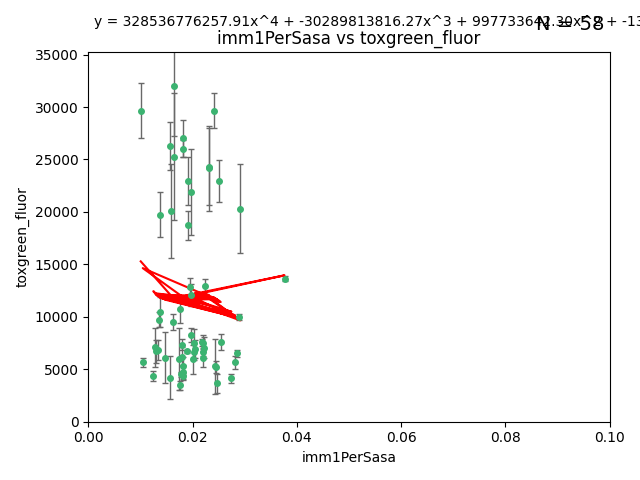 y = 328536776257.91x^4 + -30289813816.27x^3 + 997733642.30x^2 + -13
N = 58
imm1PerSasa vs toxgreen_fluor
35000
30000
25000
20000
15000
10000
5000
0
toxgreen_fluor
0.00 0.02 0.04 0.06 0.08 0.10
imm1PerSasa